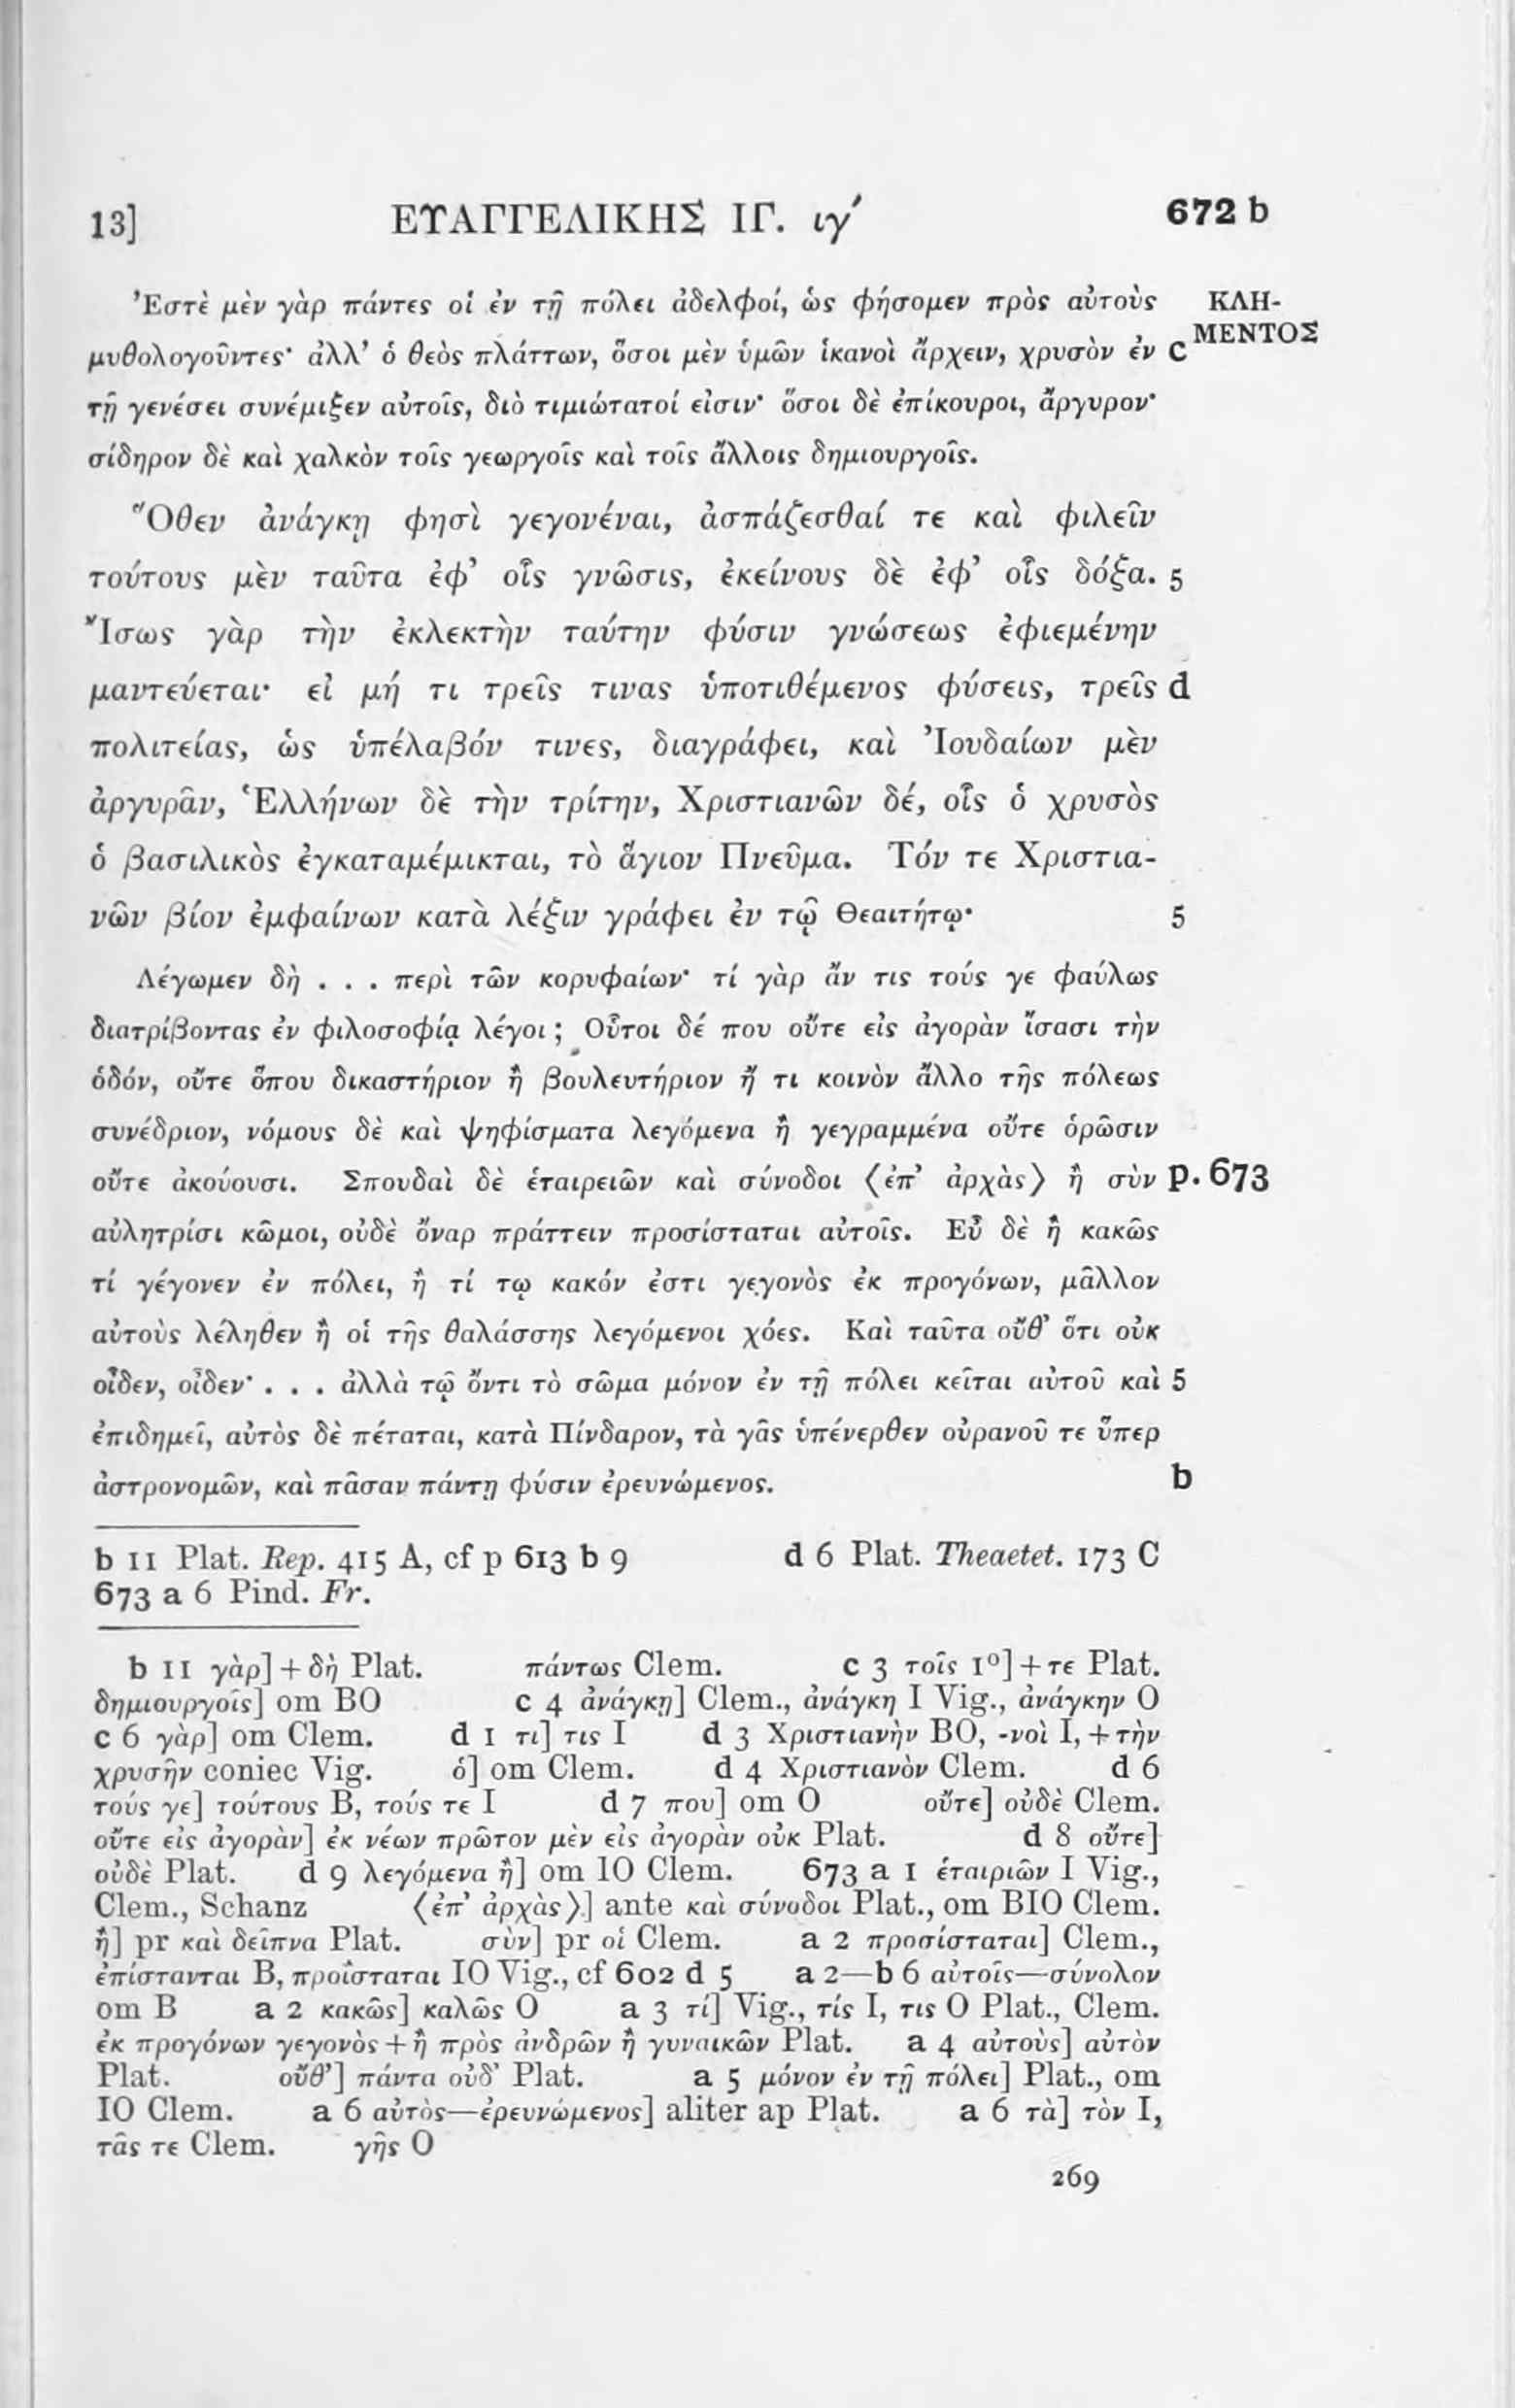 13] ΕΥΑΓΓΕΛΙΚΗΣ ΙΓ. ιγ′ 672 b
Ἐστὲ μὲν γὰρ πάντες οἱ ἐν τῇ πόλει ἀδελφοί, ὡς φήσομεν πρὸς αὐτοὺς ΚΛΗ-
μυθολογοῦντες· ἀλλ’ ὁ θεὸς πλάττων, ὅσοι μὲν ὑμῶν ἱκανοὶ ἄρχειν, χρυσὸν ἐν c ΜΕΝΤΟΣ
τῇ γενέσει συνέμιξεν αὐτοῖς, διὸ τιμιώτατοί εἰσιν· ὅσοι δὲ ἐπίκουροι, ἄργυρον·
σίδηρον δὲ καὶ χαλκὸν τοῖς γεωργοῖς καὶ τοῖς ἄλλοις δημιουργοῖς.
Ὅθεν ἀνάγκῃ φησὶ γεγονέναι, ἀσπάζεσθαί τε καὶ φιλεῖν
τούτους μὲν ταῦτα ἐφ’ οἷς γνῶσις, ἐκείνους δὲ ἐφ’ οἷς δόξα. 5
Ἴσως γὰρ τὴν ἐκλεκτὴν ταύτην φύσιν γνώσεως ἐφιεμένην
μαντεύεται· εἰ μή τι τρεῖς τινας ὑποτιθέμενος φύσεις, τρεῖς d
πολιτείας, ὡς ὑπέλαβόν τινες, διαγράφει, καὶ Ἰουδαίων μὲν
ἀργυρᾶν, Ἑλλήνων δὲ τὴν τρίτην, Χριστιανῶν δέ, οἷς ὁ χρυσὸς
ὁ βασιλικὸς ἐγκαταμέμικται, τὸ ἅγιον Πνεῦμα. Τόν τε Χριστια-
νῶν βίον ἐμφαίνων κατὰ λέξιν γράφει ἐν τῷ Θεαιτήτῳ· 5
Λέγωμεν δὴ . . . περὶ τῶν κορυφαίων· τί γὰρ ἄν τις τούς γε φαύλως
διατρίβοντας ἐν φιλοσοφίᾳ λέγοι; Οὗτοι δέ που οὔτε εἰς ἀγορὰν ἴσασι τὴν
ὁδόν, οὔτε ὅπου δικαστήριον ἢ βουλευτήριον ἤ τι κοινὸν ἄλλο τῆς πόλεως
συνέδριον, νόμους δὲ καὶ ψηφίσματα λεγόμενα ἢ γεγραμμένα οὔτε ὁρῶσιν
οὔτε ἀκούουσι. Σπουδαὶ δὲ ἑταιρειῶν καὶ σύνοδοι ⟨ἐπ’ ἀρχὰς⟩ ἢ σὺν p. 673
αὐλητρίσι κῶμοι, οὐδὲ ὄναρ πράττειν προσίσταται αὐτοῖς. Εὖ δὲ ἢ κακῶς
τί γέγονεν ἐν πόλει, ἢ τί τῳ κακόν ἐστι γεγονὸς ἐκ προγόνων, μᾶλλον
αὐτοὺς λέληθεν ἢ οἱ τῆς θαλάσσης λεγόμενοι χόες. Καὶ ταῦτα οὔθ’ ὅτι οὐκ
οἶδεν, οἶδεν· . . . ἀλλὰ τῷ ὄντι τὸ σῶμα μόνον ἐν τῇ πόλει κεῖται αὐτοῦ καὶ 5
ἐπιδημεῖ, αὐτὸς δὲ πέταται, κατὰ Πίνδαρον, τὰ γᾶς ὑπένερθεν οὐρανοῦ τε ὕπερ
ἀστρονομῶν, καὶ πᾶσαν πάντῃ φύσιν ἐρευνώμενος. b
b 11 Plat. Rep. 415 A, cf p 613 b 9 d 6 Plat. Theaetet. 173 C
673 a 6 Pind. Fr.
b 11 γὰρ] + δὴ Plat. πάντως Clem. c 3 τοῖς 1⁰] + τε Plat.
δημιουργοῖς] om BO c 4 ἀνάγκῃ] Clem., ἀνάγκη I Vig., ἀνάγκην O
c 6 γὰρ] om Clem. d 1 τι] τις I d 3 Χριστιανὴν BO, -νοὶ I, + τὴν
χρυσῆν coniec Vig. ὁ] om Clem. d 4 Χριστιανὸν Clem. d 6
τούς γε] τούτους B, τούς τε I d 7 που] om O οὔτε] οὐδὲ Clem.
οὔτε εἰς ἀγορὰν] ἐκ νέων πρῶτον μὲν εἰς ἀγορὰν οὐκ Plat. d 8 οὔτε]
οὐδὲ Plat. d 9 λεγόμενα ἢ] om IO Clem. 673 a 1 ἑταιριῶν I Vig.,
Clem., Schanz ⟨ἐπ’ ἀρχὰς⟩] ante καὶ σύνοδοι Plat., om BIO Clem.
ἢ] pr καὶ δεῖπνα Plat. σὺν] pr οἱ Clem. a 2 προσίσταται] Clem.,
ἐπίστανται B, προΐσταται IO Vig., cf 602 d 5 a 2—b 6 αὐτοῖς—σύνολον
om B a 2 κακῶς] καλῶς O a 3 τί] Vig., τίς I, τις O Plat., Clem.
ἐκ προγόνων γεγονὸς + ἢ πρὸς ἀνδρῶν ἢ γυναικῶν Plat. a 4 αὐτοὺς] αὐτὸν
Plat. οὔθ’] πάντα οὐδ’ Plat. a 5 μόνον ἐν τῇ πόλει] Plat., om
IO Clem. a 6 αὐτὸς—ἐρευνώμενος] aliter ap Plat. a 6 τὰ] τὸν I,
τᾶς τε Clem. γῆς O
269